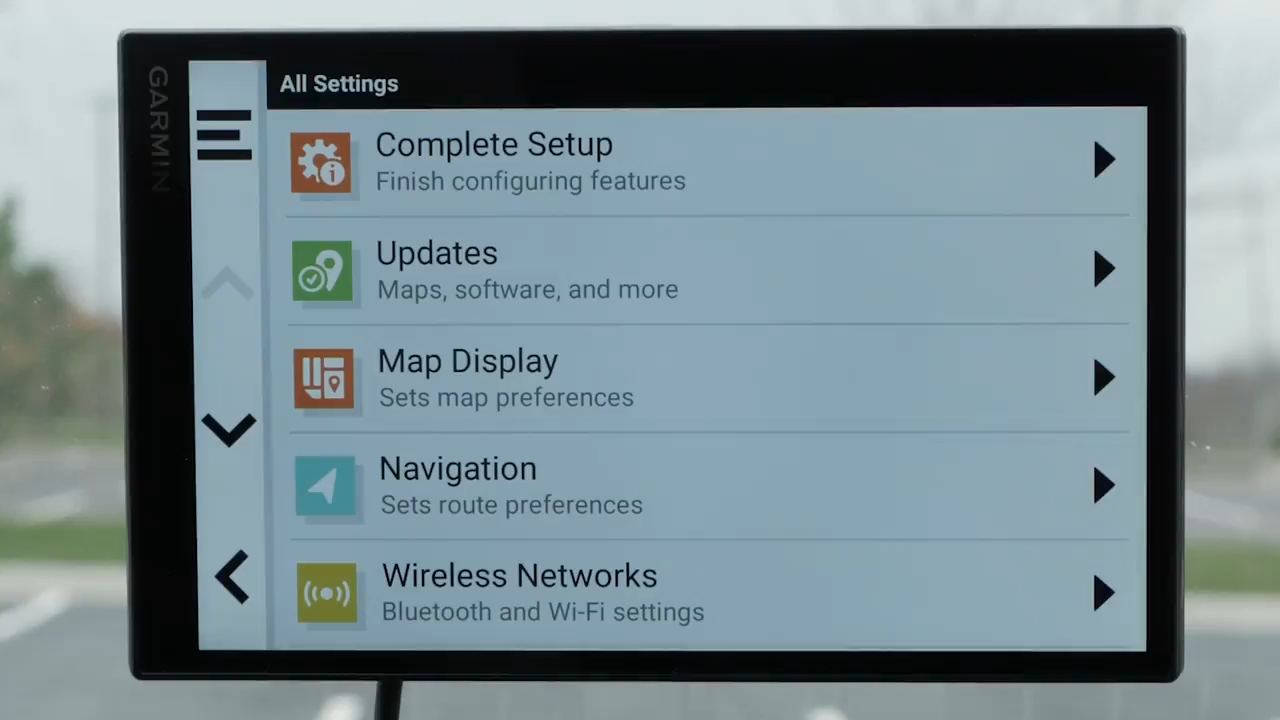 GARMIN
All Settings
Complete Setup
Finish configuring features
Updates
Maps, software, and more
Map Display
Sets map preferences
Navigation
Sets route preferences
Wireless Networks
Bluetooth and Wi-Fi settings